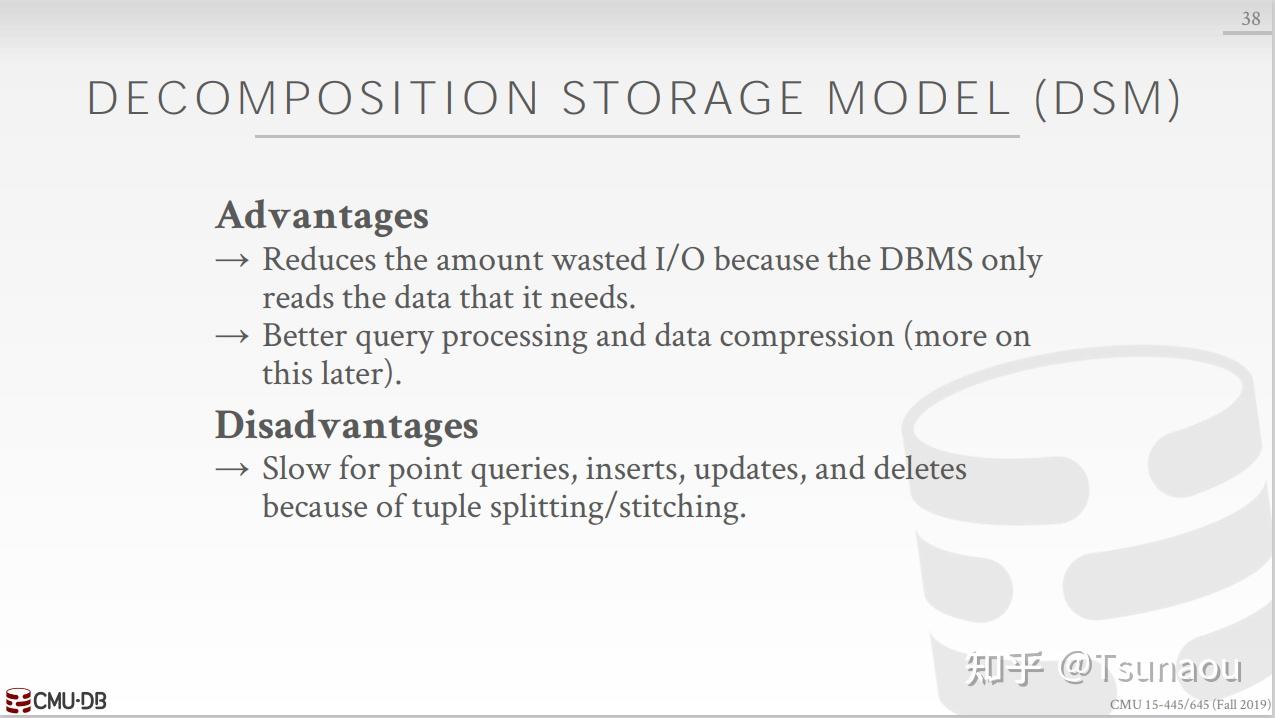 38
DECOMPOSITION STORAGE MODEL (DSM)
Advantages
→ Reduces the amount wasted I/O because the DBMS only
reads the data that it needs.
→ Better query processing and data compression (more on
this later).
Disadvantages
→ Slow for point queries, inserts, updates, and deletes
because of tuple splitting/stitching.
知乎 @Tsunaou
CMU·DB
CMU 15-445/645 (Fall 2019)